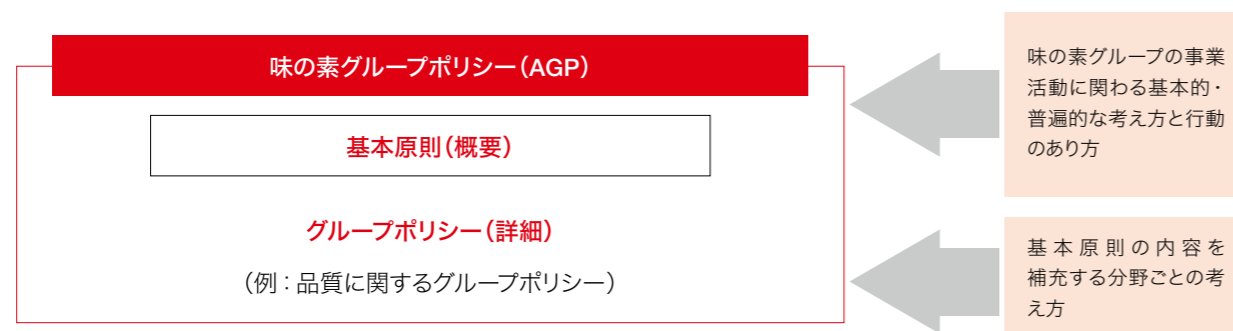 味の素グループポリシー（AGP）
基本原則（概要）
グループポリシー（詳細）
（例：品質に関するグループポリシー）
味の素グループの事業
活動に関わる基本的・
普遍的な考え方と行動
のあり方
基本原則の内容を
補充する分野ごとの考
え方